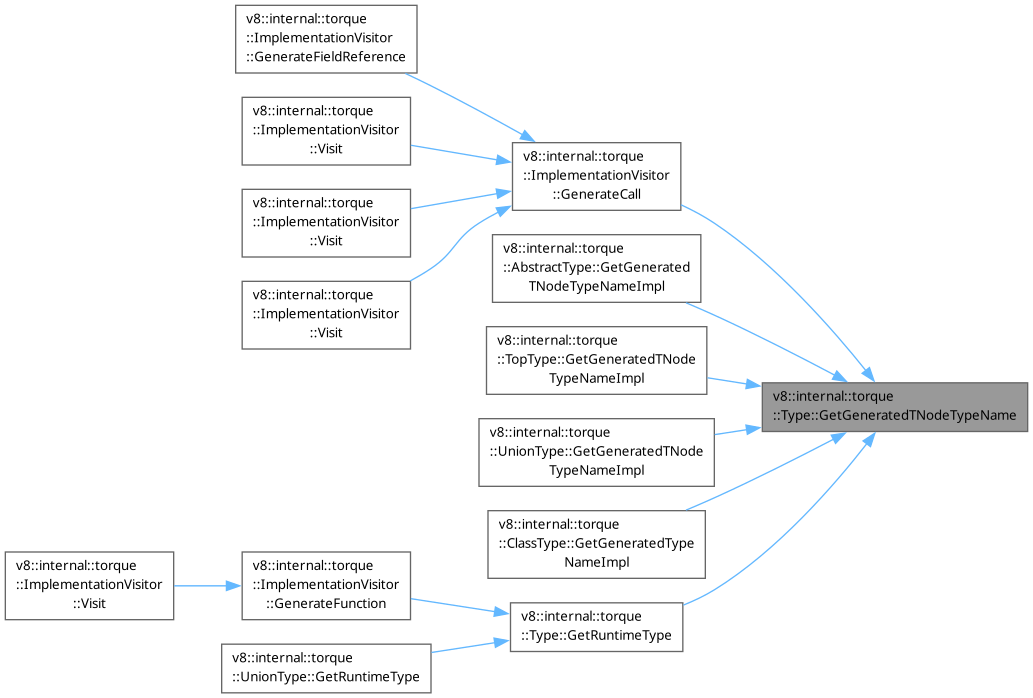 v8::internal::torque
::ImplementationVisitor
::GenerateFieldReference
v8::internal::torque
::ImplementationVisitor
::Visit
v8::internal::torque
::ImplementationVisitor
::GenerateCall
v8::internal::torque
::ImplementationVisitor
::Visit
v8::internal::torque
::AbstractType::GetGenerated
TNodeTypeNameImpl
v8::internal::torque
::ImplementationVisitor
::Visit
v8::internal::torque
::TopType::GetGeneratedTNode
TypeNameImpl
v8::internal::torque
::Type::GetGeneratedTNodeTypeName
v8::internal::torque
::UnionType::GetGeneratedTNode
TypeNameImpl
v8::internal::torque
::ClassType::GetGeneratedType
NameImpl
v8::internal::torque
::ImplementationVisitor
::Visit
v8::internal::torque
::ImplementationVisitor
::GenerateFunction
v8::internal::torque
::Type::GetRuntimeType
v8::internal::torque
::UnionType::GetRuntimeType